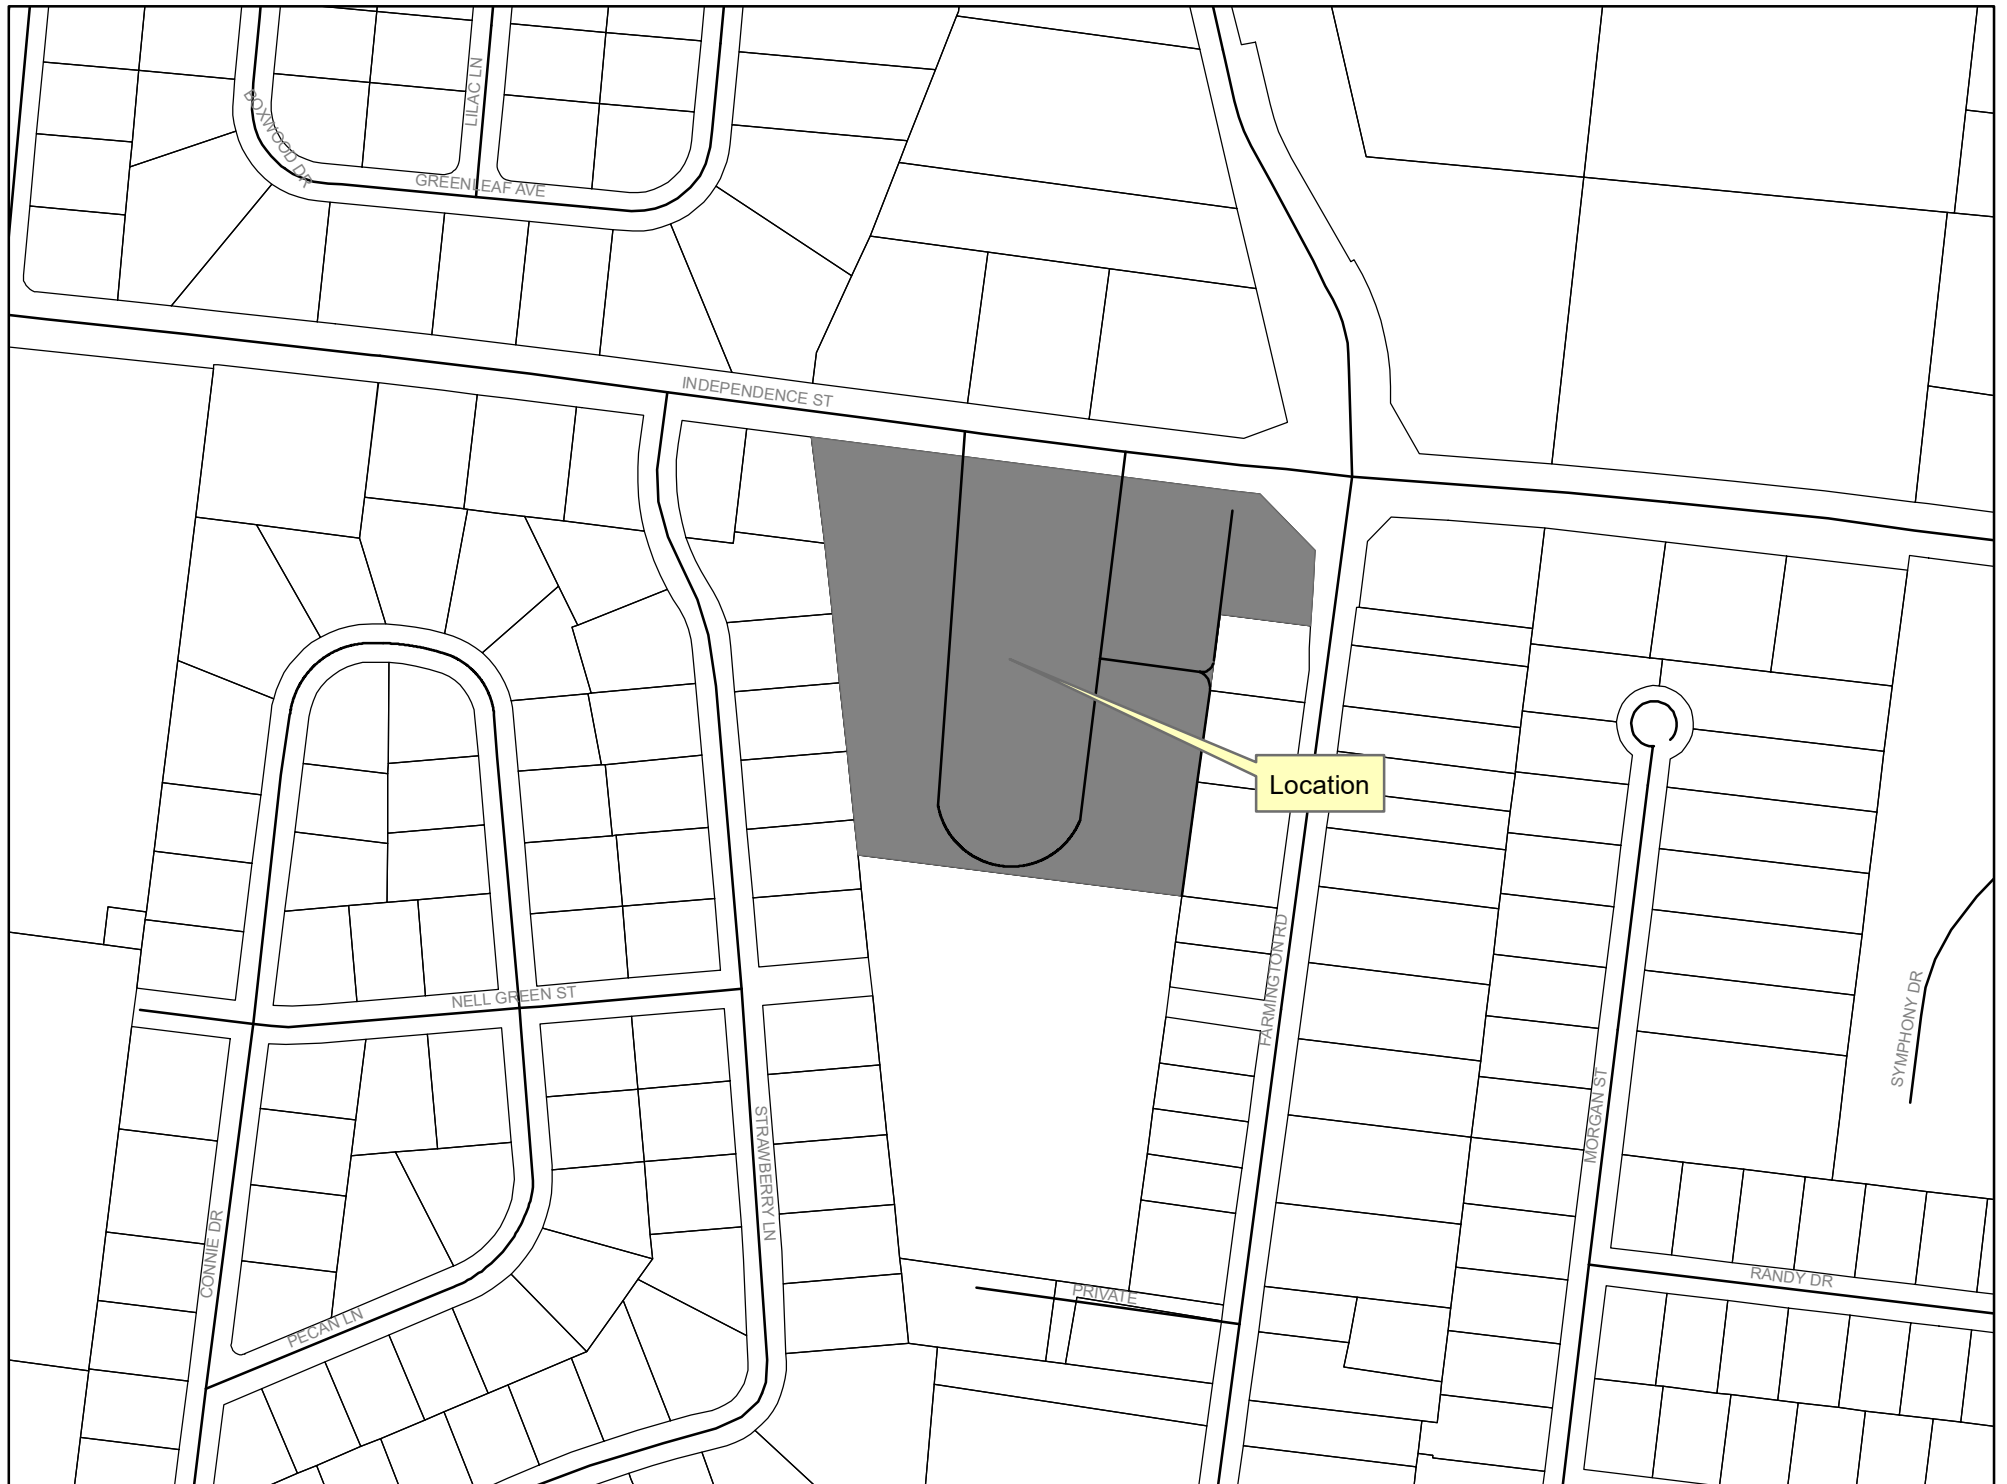 LILAC LN
BOXWOOD DR
GREENLEAF AVE
INDEPENDENCE ST
Location
FARMINGTON RD
SYMPHONY DR
NELL GREEN ST
MORGAN ST
STRAWBERRY LN
CONNIE DR
RANDY DR
PRIVATE
PECAN LN